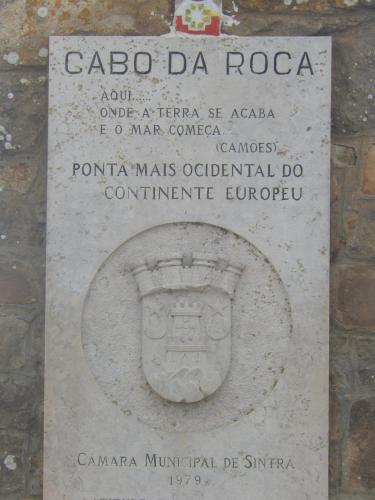 CABO DA ROCA
AQUI.....
ONDE A TERRA SE ACABA
E O MAR COMEÇA...
(CAMÕES)
PONTA MAIS OCIDENTAL DO
CONTINENTE EUROPEU
CÂMARA MUNICIPAL DE SINTRA
1979